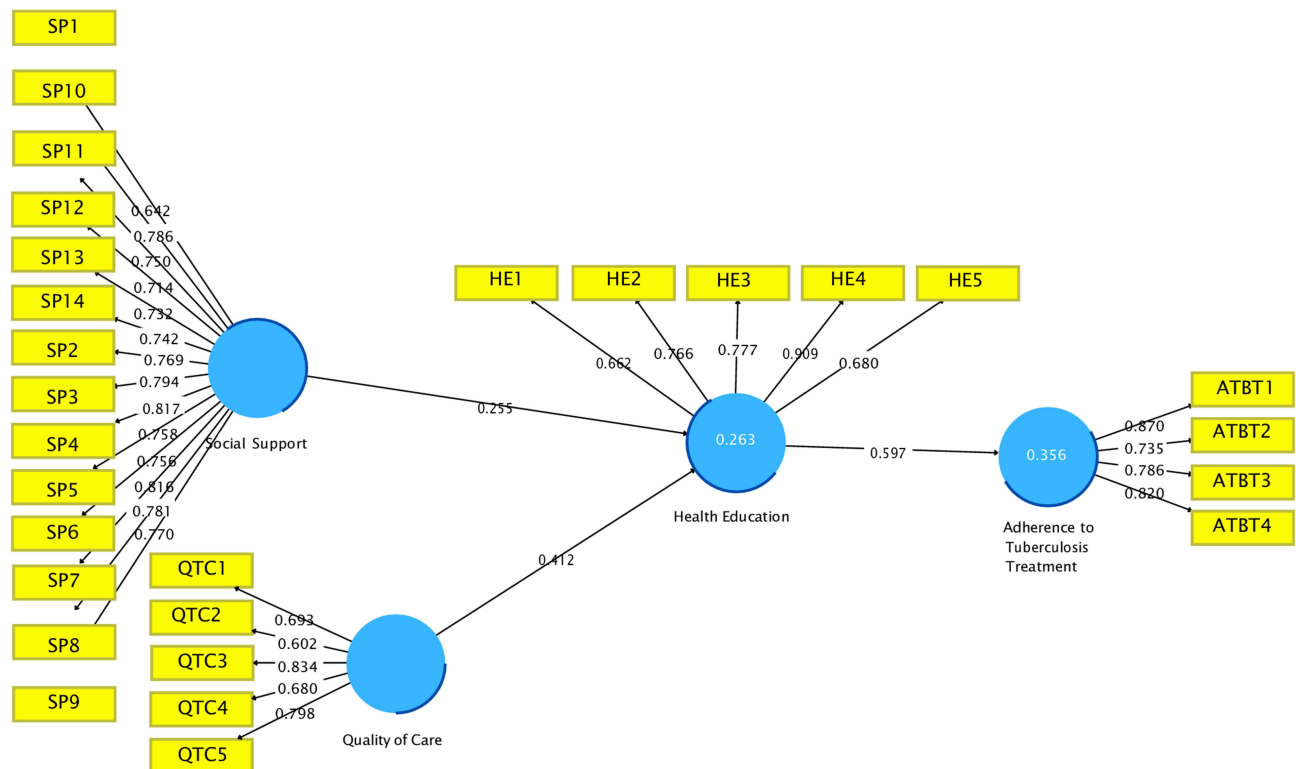 SP1
SP10
SP11
SP12
SP13
SP14
SP2
SP3
SP4
SP5
SP6
SP7
SP8
SP9
0.642
0.786
0.750
0.714
0.732
0.742
0.769
0.794
0.817
0.758
0.756
0.816
0.781
0.770
Social Support
QTC1
QTC2
QTC3
QTC4
QTC5
0.693
0.602
0.834
0.680
0.798
Quality of Care
0.255
0.412
HE1
HE2
HE3
HE4
HE5
0.662
0.766
0.777
0.909
0.680
0.263
Health Education
0.597
0.356
Adherence to
Tuberculosis
Treatment
0.870
0.735
0.786
0.820
ATBT1
ATBT2
ATBT3
ATBT4